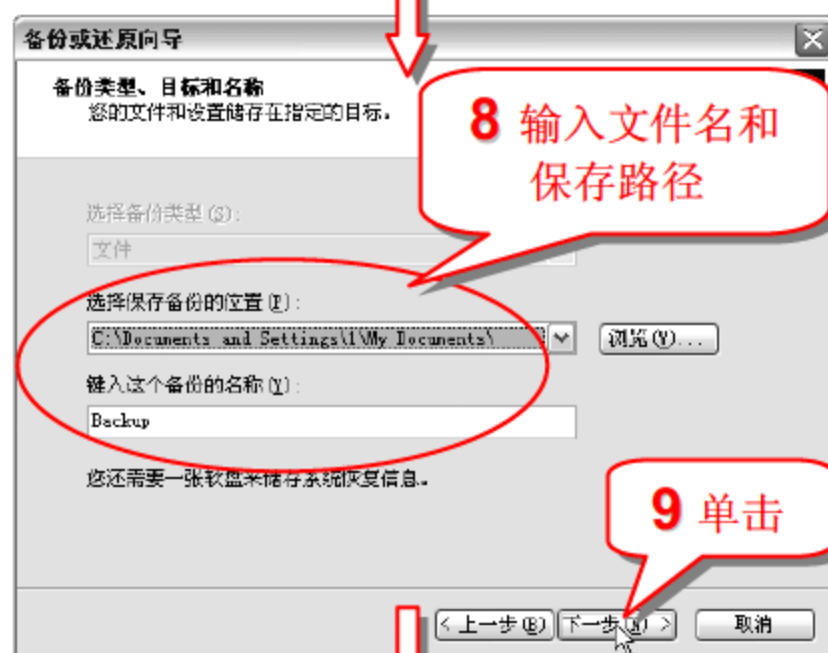 备份或还原向导
备份类型、目标和名称
您的文件和设置储存在指定的目标。
8 输入文件名和
保存路径
选择备份类型(S):
文件
选择保存备份的位置(P):
C:\Documents and Settings\1\My Documents\
浏览(W)...
键入这个备份的名称(Y):
Backup
您还需要一张软盘来储存系统恢复信息。
9 单击
< 上一步(B)
下一步(N) >
取消